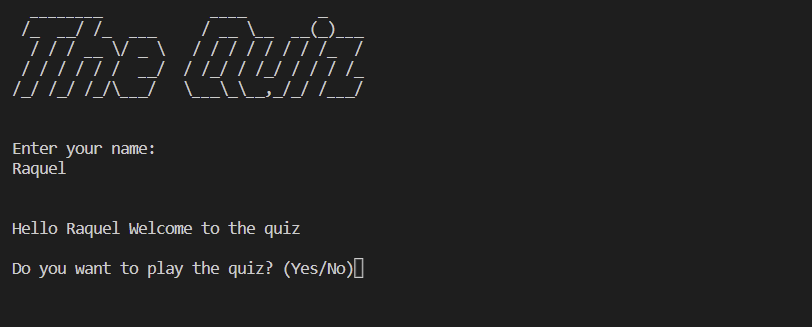 The Quiz
Enter your name:
Raquel
Hello Raquel Welcome to the quiz
Do you want to play the quiz? (Yes/No)